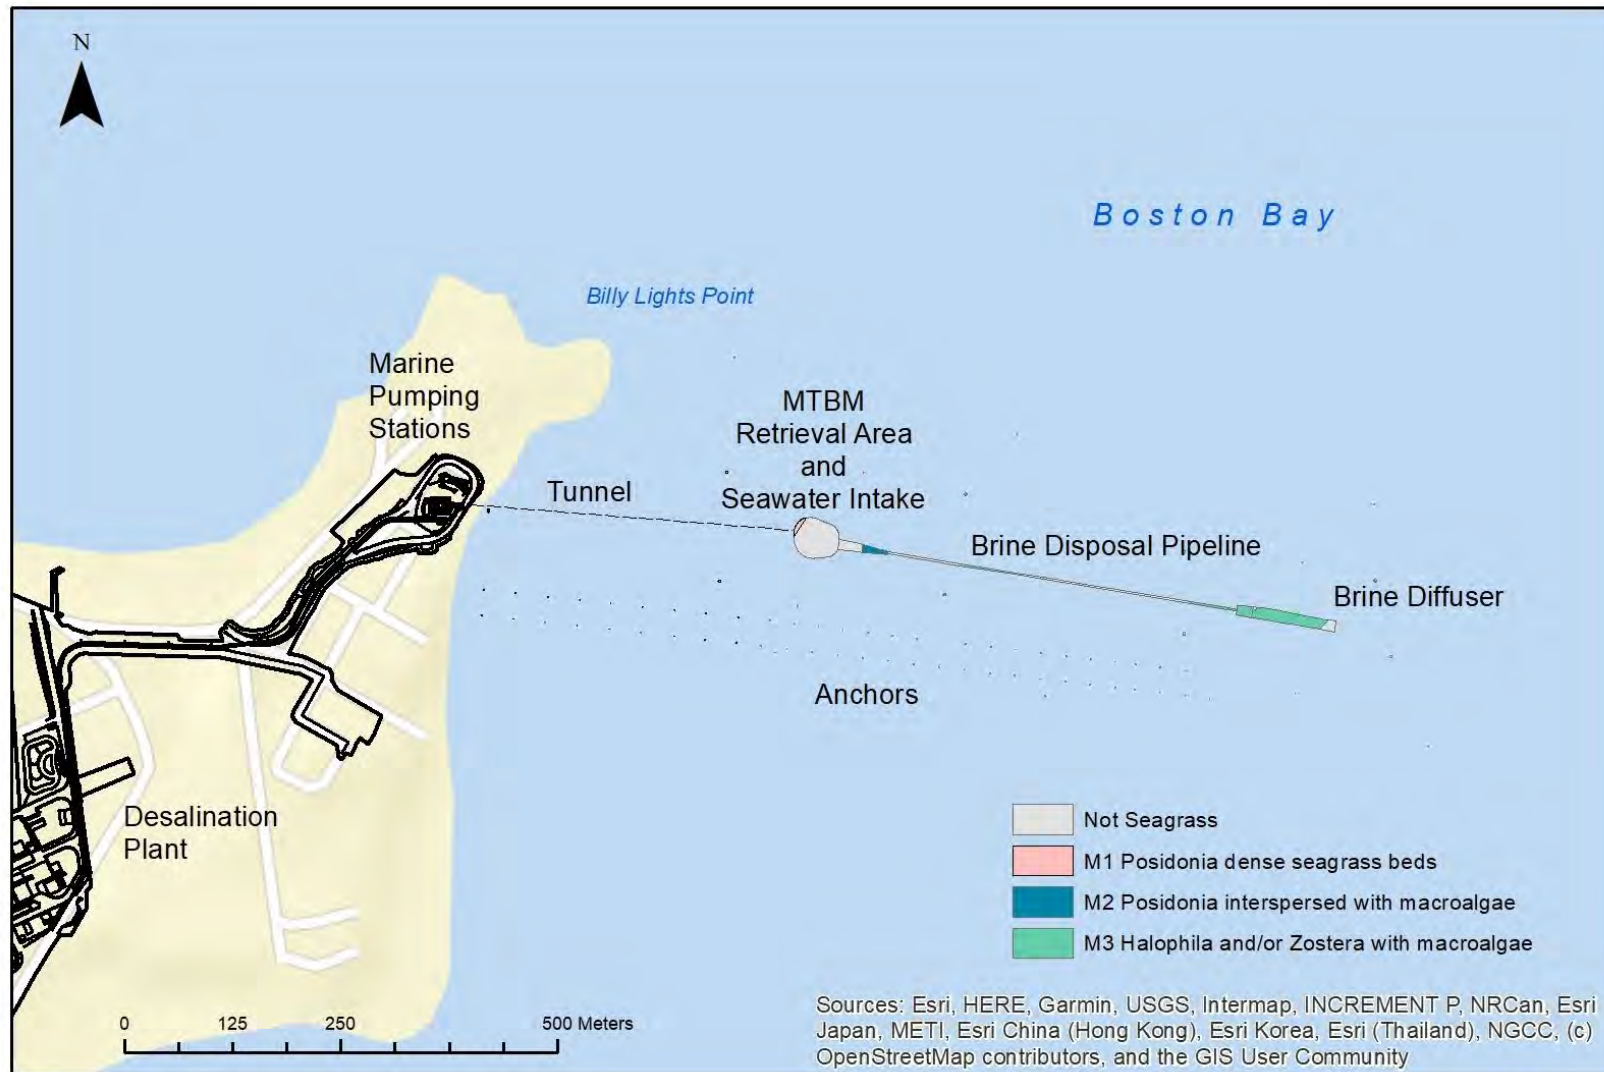 N
Boston Bay
Billy Lights Point
Marine
Pumping
Stations
MTBM
Retrieval Area
and
Seawater Intake
Tunnel
Brine Disposal Pipeline
Brine Diffuser
Anchors
Desalination
Plant
Not Seagrass
M1 Posidonia dense seagrass beds
M2 Posidonia interspersed with macroalgae
M3 Halophila and/or Zostera with macroalgae
0 125 250 500 Meters
Sources: Esri, HERE, Garmin, USGS, Intermap, INCREMENT P, NRCan, Esri
Japan, METI, Esri China (Hong Kong), Esri Korea, Esri (Thailand), NGCC, (c)
OpenStreetMap contributors, and the GIS User Community